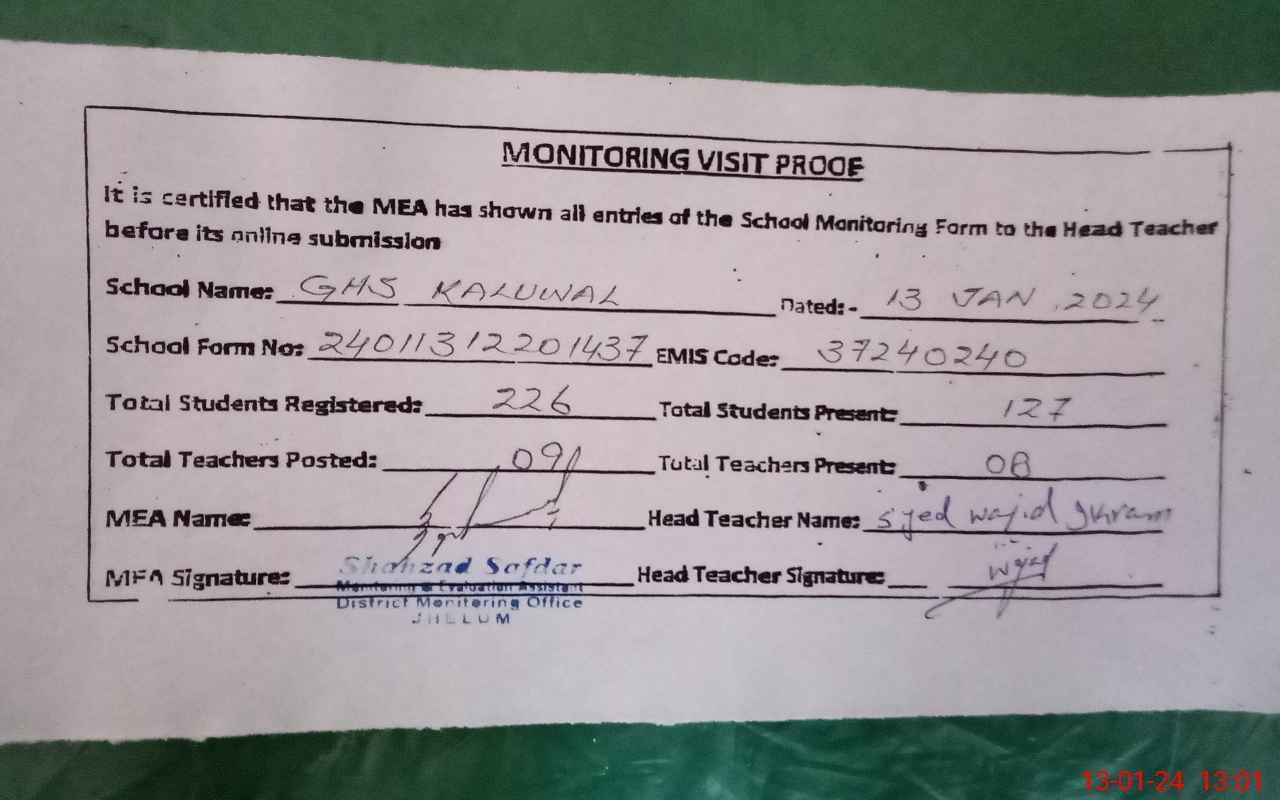 MONITORING VISIT PROOF
It is certified that the MEA has shown all entries of the School Monitoring Form to the Head Teacher
before its online submission
School Name: GHS KALUWAL Dated:- 13 JAN, 2024
School Form No: 240113122201437 EMIS Code: 37240240
Total Students Registered: 226 Total Students Present: 127
Total Teachers Posted: 09 Total Teachers Present: 08
MEA Name: Head Teacher Name: Syed Wajid Ikram
MEA Signature: Head Teacher Signature: Wajid
Shahzad Safdar
Monitoring & Evaluation Assistant
District Monitoring Office
JHELUM
13-01-24 13:01